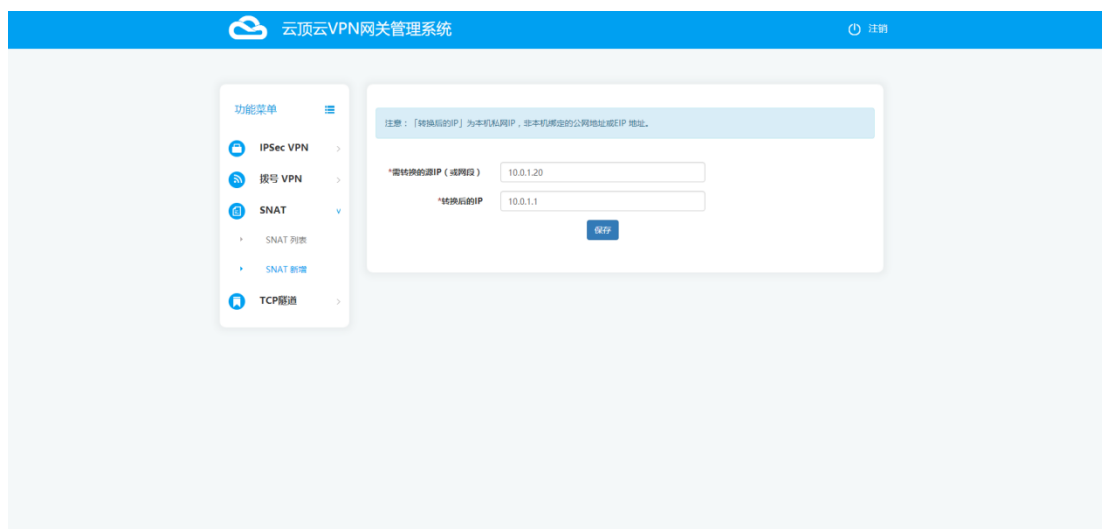 云顶云VPN网关管理系统
注销
功能菜单
IPSec VPN
拨号 VPN
SNAT
SNAT 列表
SNAT 新增
TCP隧道
注意：「转换后的IP」为本机私网IP，非本机绑定的公网地址或EIP 地址。
*需转换的源IP（或网段） 10.0.1.20
*转换后的IP 10.0.1.1
保存